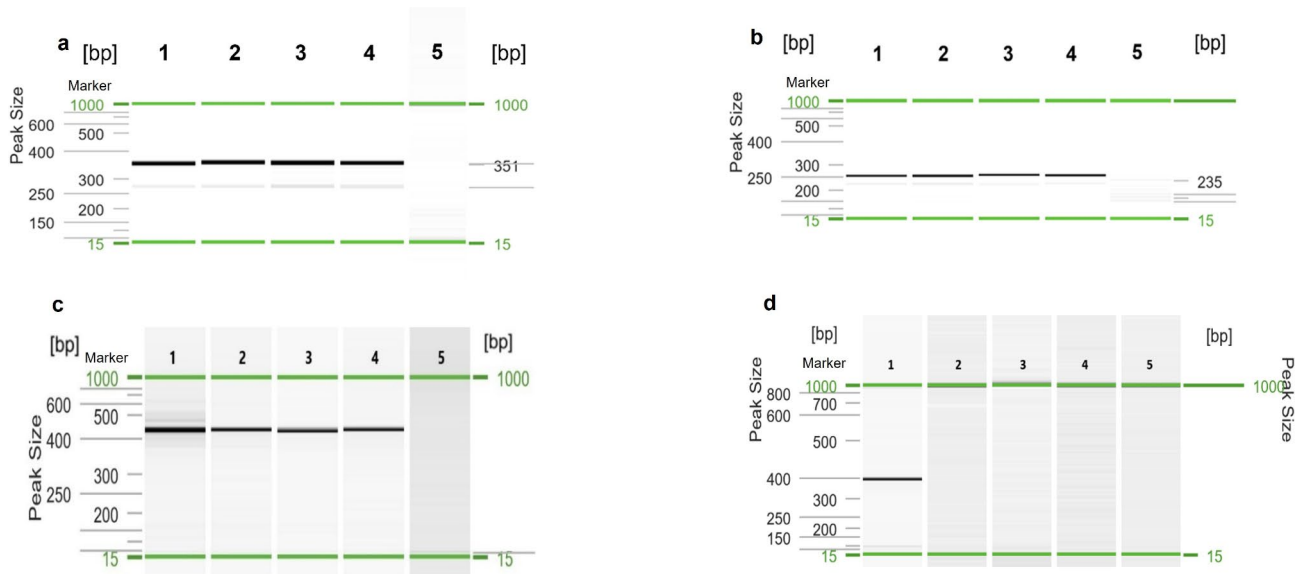 a [bp] 1 2 3 4 5 [bp]
Marker
1000 1000
Peak Size
600
500
400
351
300
250
200
150
15 15
b [bp] 1 2 3 4 5 [bp]
Marker
1000
Peak Size
500
400
300
250
235
200
15 15
c
[bp] Marker 1 2 3 4 5 [bp]
1000 1000
Peak Size
600
500
400
300
250
200
15 15
d
[bp] [bp]
Marker 1 2 3 4 5
1000 1000
Peak Size Peak Size
800
700
600
500
400
300
250
200
150
15 15